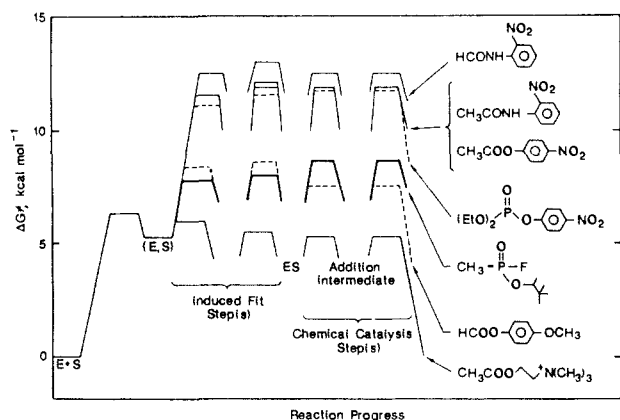 15
10
5
0
ΔG‡, kcal mol⁻¹
E+S
(E,S)
Induced Fit
Step(s)
ES
Addition
Intermediate
Chemical Catalysis
Step(s)
Reaction Progress
NO₂
HCONH
NO₂
CH₃CONH
CH₃COO
NO₂
O
(EtO)₂ P O
NO₂
O
CH₃ P F
O
HCOO
OCH₃
CH₃COO
+
N(CH₃)₃